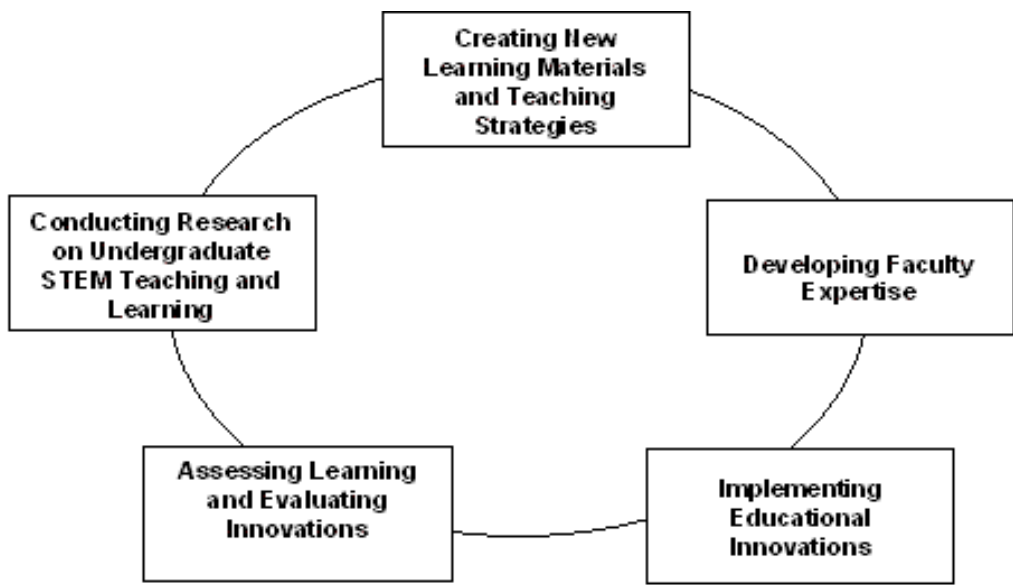 Creating New
Learning Materials
and Teaching
Strategies
Conducting Research
on Undergraduate
STEM Teaching and
Learning
Developing Faculty
Expertise
Assessing Learning
and Evaluating
Innovations
Implementing
Educational
Innovations